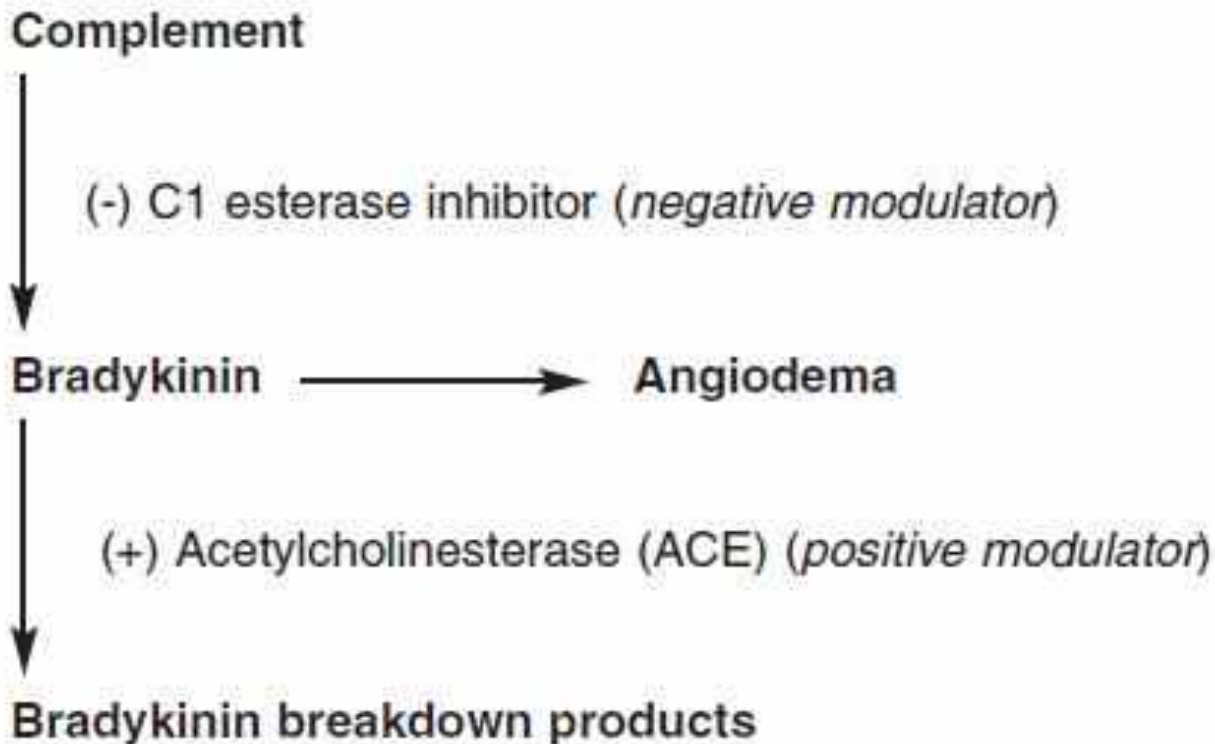 Complement
(-) C1 esterase inhibitor (negative modulator)
Bradykinin
Angiodema
(+) Acetylcholinesterase (ACE) (positive modulator)
Bradykinin breakdown products